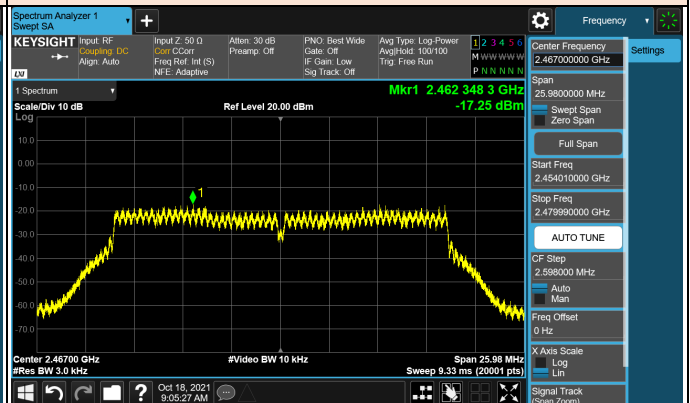 Spectrum Analyzer 1
Swept SA
Frequency
KEYSIGHT
Input: RF
Coupling: DC
Align: Auto
Input Z: 50 Ω
Corr CCorr
Freq Ref: Int (S)
NFE: Adaptive
Atten: 30 dB
Preamp: Off
PNO: Best Wide
Gate: Off
IF Gain: Low
Sig Track: Off
Avg Type: Log-Power
Avg|Hold: 100/100
Trig: Free Run
1 2 3 4 5 6
M W W W W W
P N N N N N
LXI
Center Frequency
2.467000000 GHz
Settings
Span
25.9800000 MHz
Swept Span
Zero Span
Full Span
Start Freq
2.454010000 GHz
Stop Freq
2.479990000 GHz
AUTO TUNE
CF Step
2.598000 MHz
Auto
Man
Freq Offset
0 Hz
X Axis Scale
Log
Lin
Signal Track
(Span Zoom)
1 Spectrum
Mkr1 2.462 348 3 GHz
Scale/Div 10 dB
Ref Level 20.00 dBm
-17.25 dBm
Log
10.0
0.00
-10.0
1
-20.0
-30.0
-40.0
-50.0
-60.0
-70.0
Center 2.46700 GHz
#Video BW 10 kHz
Span 25.98 MHz
#Res BW 3.0 kHz
Sweep 9.33 ms (20001 pts)
?
Oct 18, 2021
9:05:27 AM